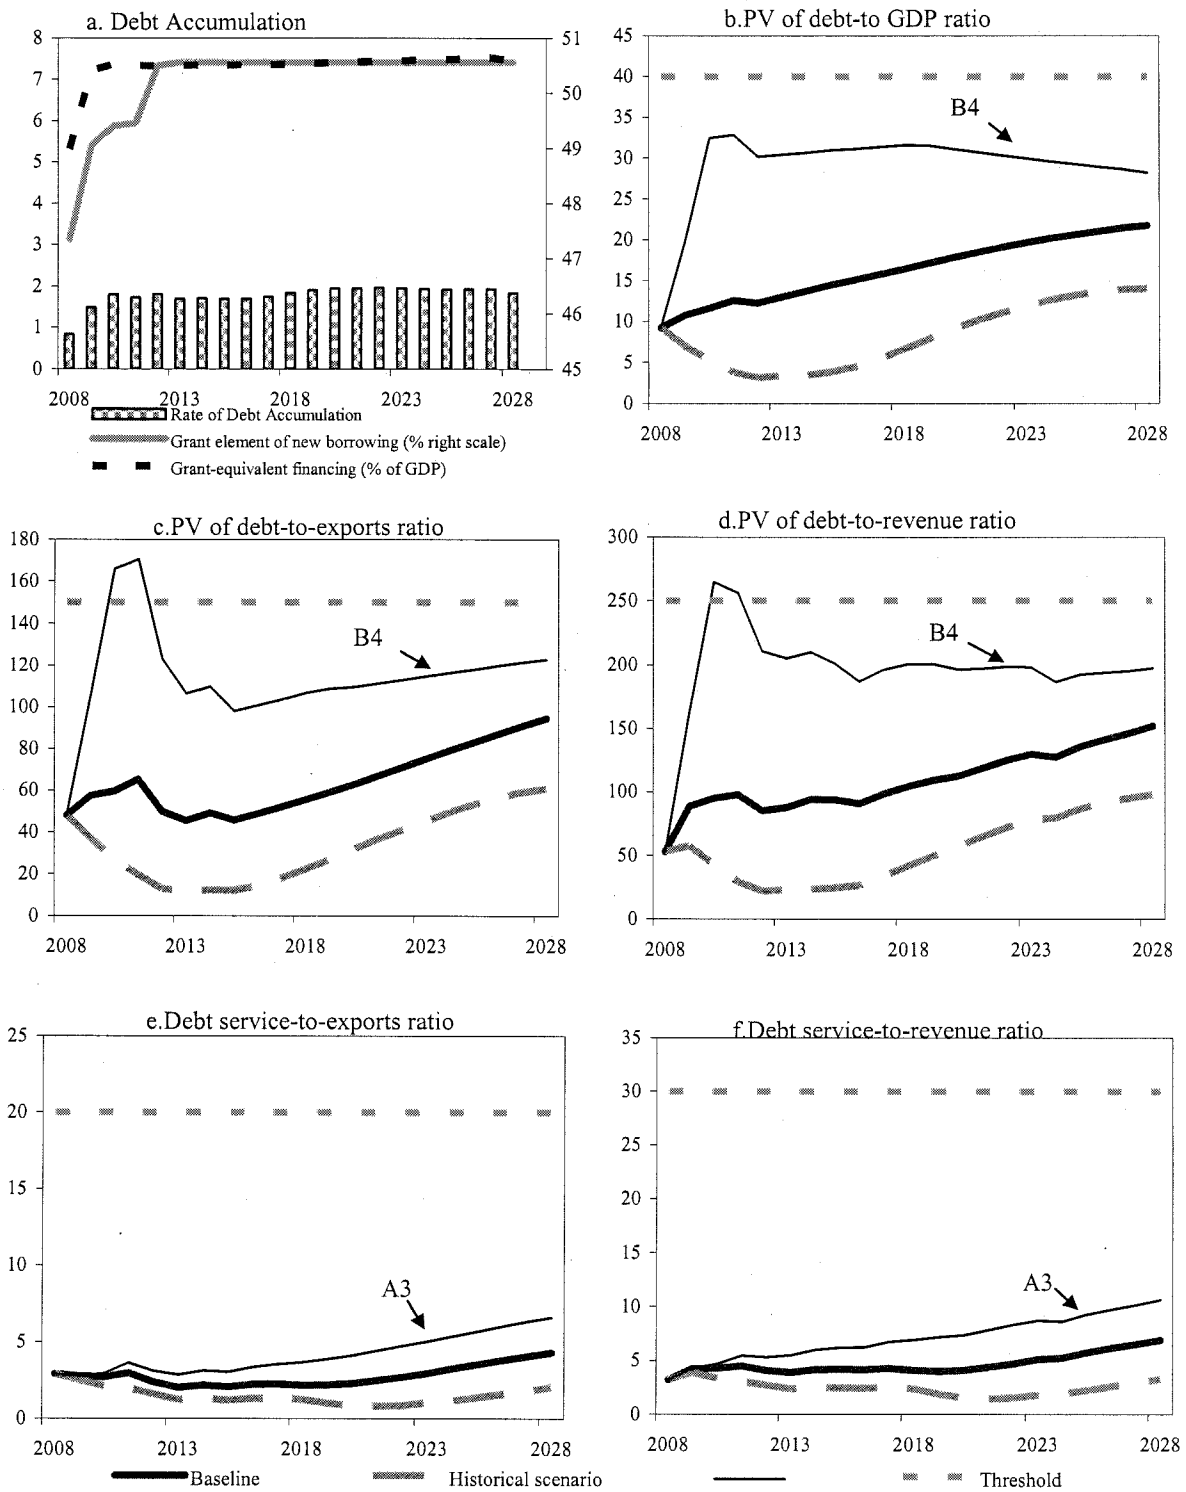 a. Debt Accumulation
8
7
6
5
4
3
2
1
0
51
50
49
48
47
46
45
2008 2013 2018 2023 2028
Rate of Debt Accumulation
Grant element of new borrowing (% right scale)
Grant-equivalent financing (% of GDP)
b.PV of debt-to GDP ratio
45
40
35
30
25
20
15
10
5
0
B4
2008 2013 2018 2023 2028
c.PV of debt-to-exports ratio
180
160
140
120
100
80
60
40
20
0
B4
2008 2013 2018 2023 2028
d.PV of debt-to-revenue ratio
300
250
200
150
100
50
0
B4
2008 2013 2018 2023 2028
e.Debt service-to-exports ratio
25
20
15
10
5
0
A3
2008 2013 2018 2023 2028
f.Debt service-to-revenue ratio
35
30
25
20
15
10
5
0
A3
2008 2013 2018 2023 2028
Baseline Historical scenario Threshold